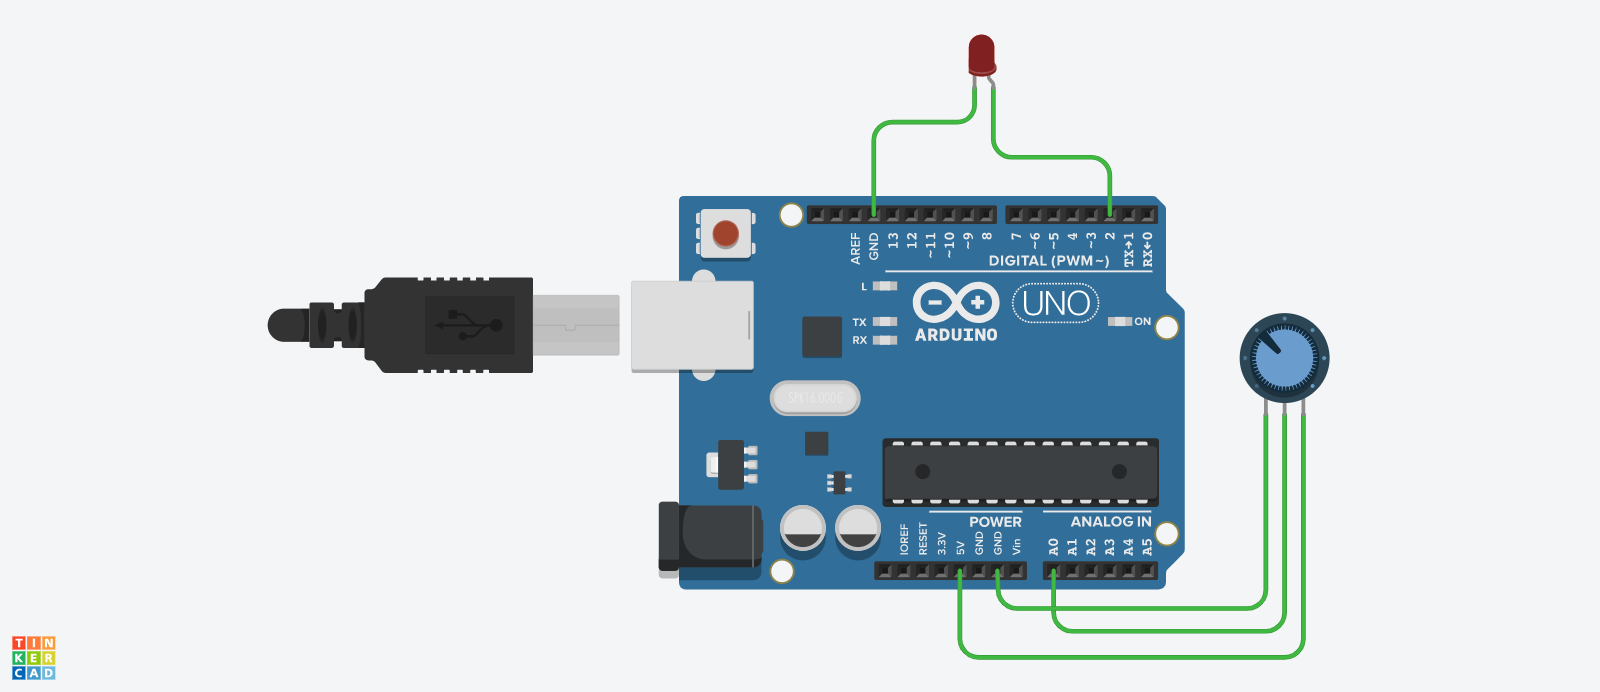 AREF
GND
13
12
~11
~10
~9
8
7
~6
~5
4
~3
2
TX→1
RX←0
DIGITAL (PWM~)
L
TX
RX
UNO
ON
ARDUINO
SPK16.000G
POWER
ANALOG IN
IOREF
RESET
3.3V
5V
GND
GND
Vin
A0
A1
A2
A3
A4
A5
TIN
KER
CAD